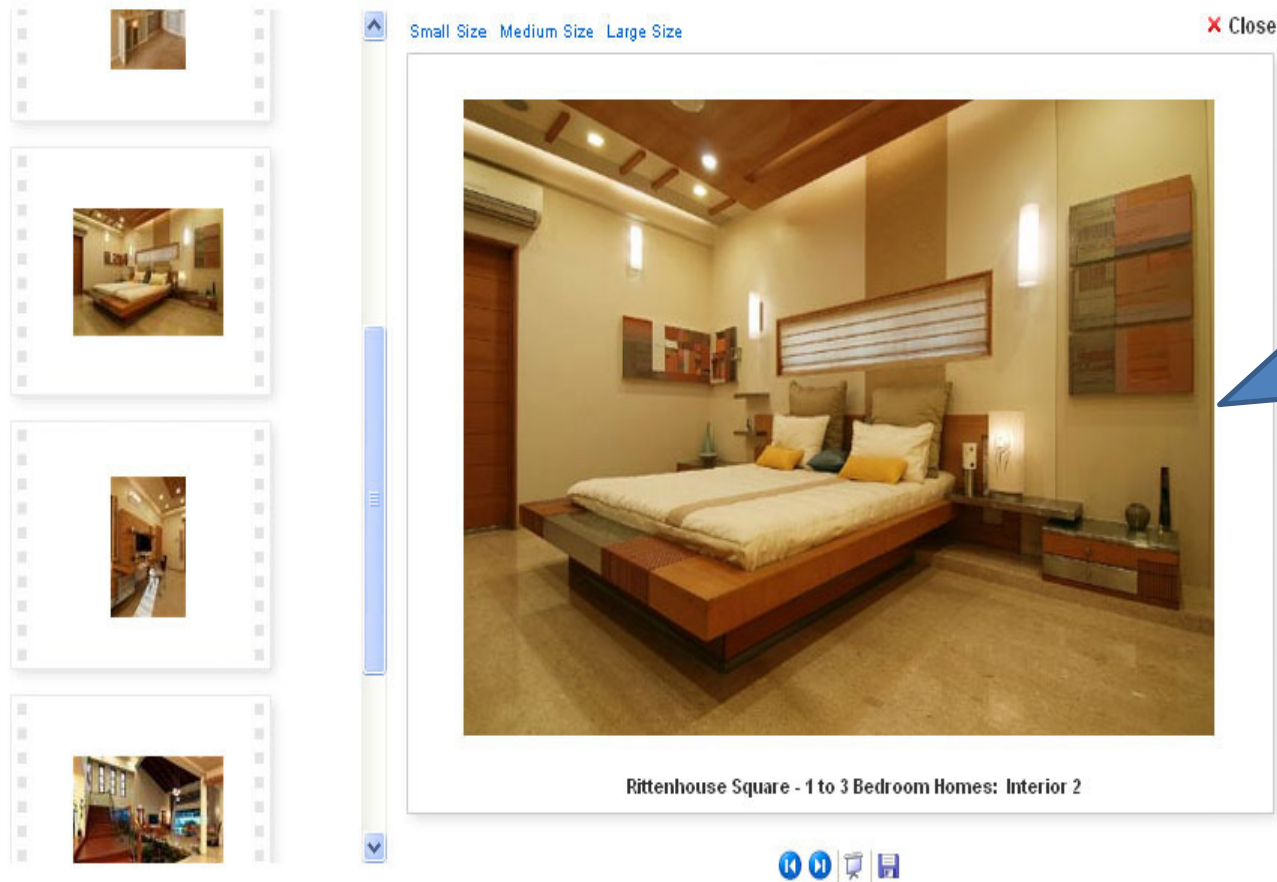 Small Size Medium Size Large Size
Close
Rittenhouse Square - 1 to 3 Bedroom Homes: Interior 2